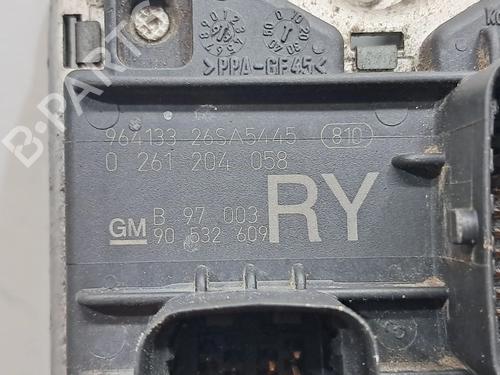 >PPA-GF45<
964133 26SA5445 810
0 261 204 058
GM B 97 003 RY
90 532 609
B-PARTS